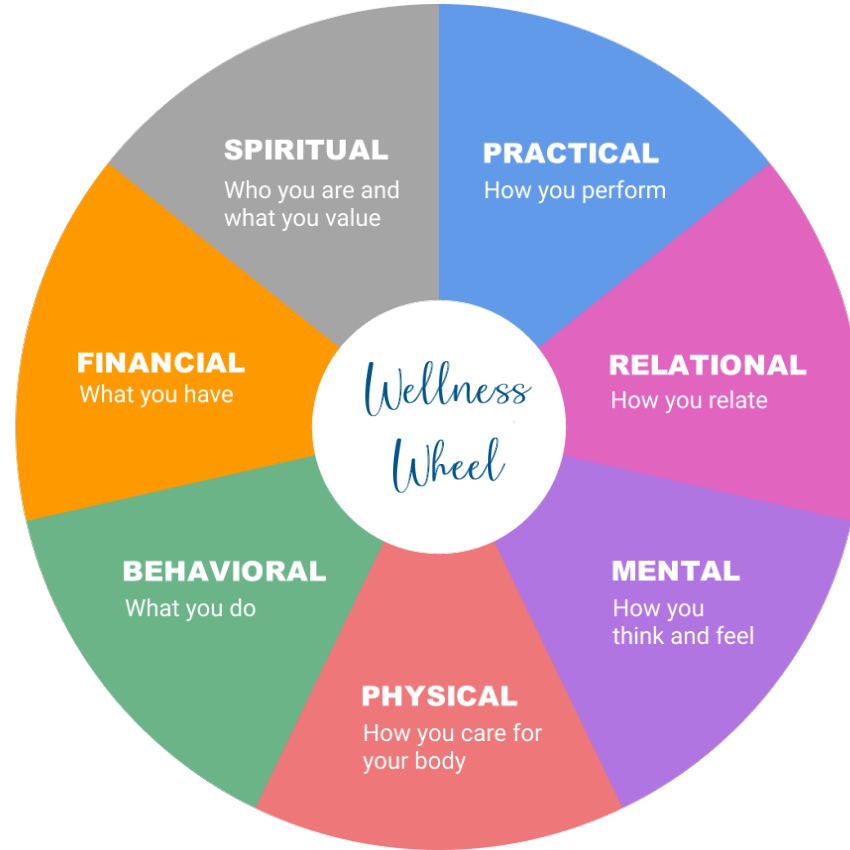 SPIRITUAL
Who you are and
what you value
PRACTICAL
How you perform
RELATIONAL
How you relate
MENTAL
How you
think and feel
PHYSICAL
How you care for
your body
BEHAVIORAL
What you do
FINANCIAL
What you have
Wellness
Wheel